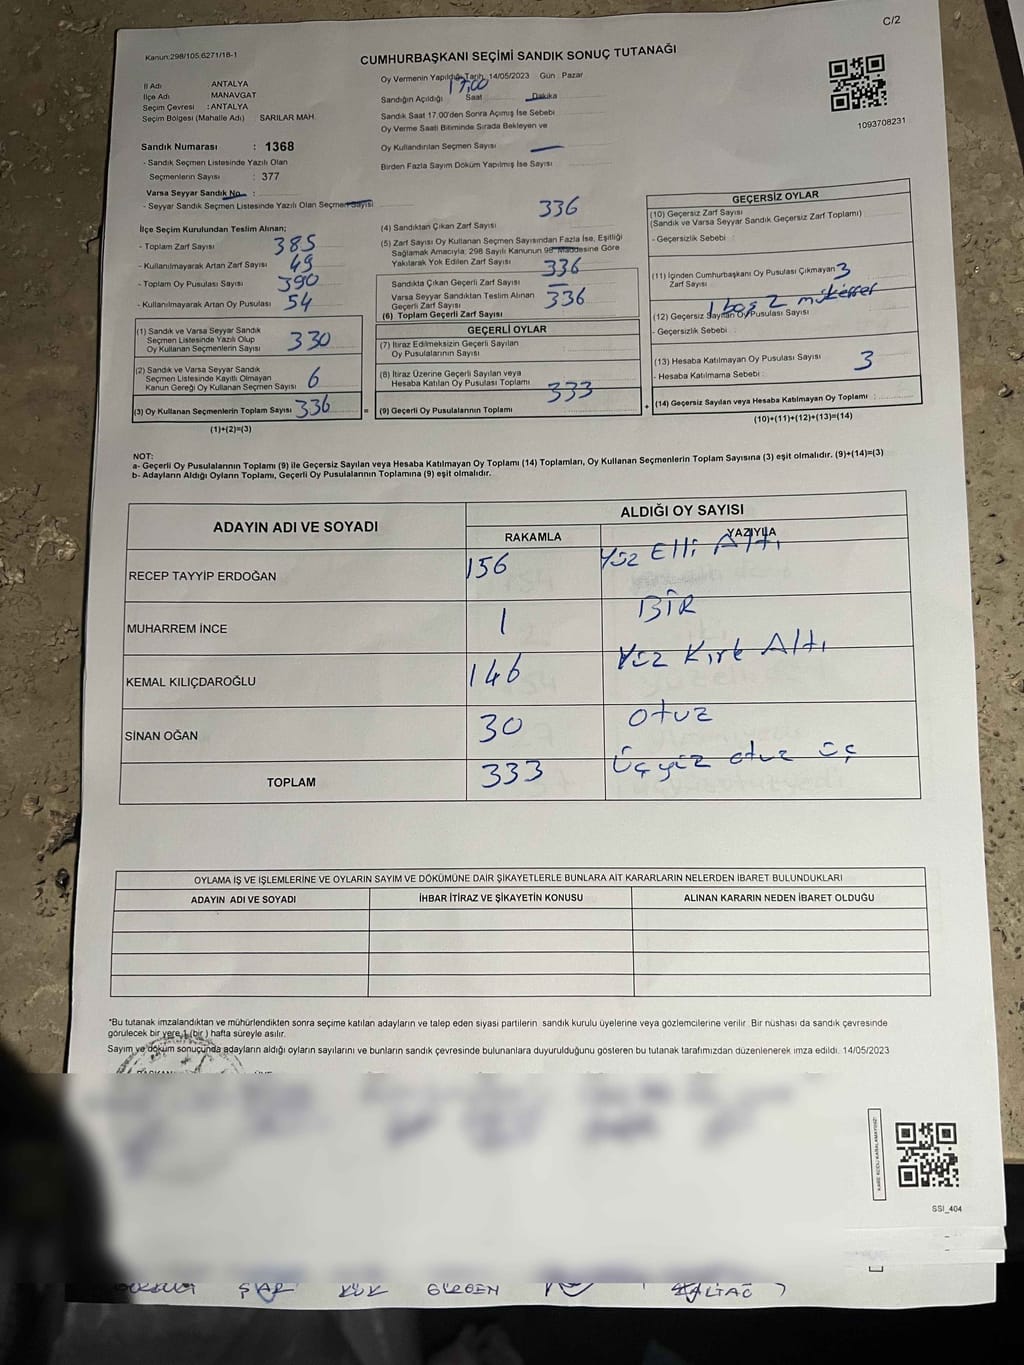 C/2
Kanun:298/105.6271/18-1
CUMHURBAŞKANI SEÇİMİ SANDIK SONUÇ TUTANAĞI
İl Adı ANTALYA
İlçe Adı MANAVGAT
Seçim Çevresi : ANTALYA
Seçim Bölgesi (Mahalle Adı) SARILAR MAH.
Sandık Numarası : 1368
- Sandık Seçmen Listesinde Yazılı Olan
Seçmenlerin Sayısı : 377
Varsa Seyyar Sandık No :
- Seyyar Sandık Seçmen Listesinde Yazılı Olan Seçmen Sayısı
Oy Vermenin Yapıldığı Tarih 14/05/2023 Gün : Pazar
17,00
Sandığın Açıldığı Saat Dakika
Sandık Saat 17.00'den Sonra Açımış İse Sebebi
Oy Verme Saati Bitiminde Sırada Bekleyen ve
Oy Kullandırılan Seçmen Sayısı
Birden Fazla Sayım Döküm Yapılmış İse Sayısı
1093708231
İlçe Seçim Kurulundan Teslim Alınan;
- Toplam Zarf Sayısı 385
- Kullanılmayarak Artan Zarf Sayısı 49
- Toplam Oy Pusulası Sayısı 390
- Kullanılmayarak Artan Oy Pusulası 54
(1) Sandık ve Varsa Seyyar Sandık
Seçmen Listesinde Yazılı Olup
Oy Kullanan Seçmenlerin Sayısı 330
(2) Sandık ve Varsa Seyyar Sandık
Seçmen Listesinde Kayıtlı Olmayan
Kanun Gereği Oy Kullanan Seçmen Sayısı 6
(3) Oy Kullanan Seçmenlerin Toplam Sayısı 336
(1)+(2)=(3)
(4) Sandıktan Çıkan Zarf Sayısı 336
(5) Zarf Sayısı Oy Kullanan Seçmen Sayısından Fazla İse, Eşitliği
Sağlamak Amacıyla; 298 Sayılı Kanunun 98. Maddesine Göre
Yakılarak Yok Edilen Zarf Sayısı
336
Sandıkta Çıkan Geçerli Zarf Sayısı
Varsa Seyyar Sandıktan Teslim Alınan
Geçerli Zarf Sayısı
336
(6) Toplam Geçerli Zarf Sayısı
GEÇERLİ OYLAR
(7) İtiraz Edilmeksizin Geçerli Sayılan
Oy Pusulalarının Sayısı
(8) İtiraz Üzerine Geçerli Sayılan veya
Hesaba Katılan Oy Pusulası Toplamı
333
= (9) Geçerli Oy Pusulalarının Toplamı
GEÇERSİZ OYLAR
(10) Geçersiz Zarf Sayısı
(Sandık ve Varsa Seyyar Sandık Geçersiz Zarf Toplamı)
- Geçersizlik Sebebi :
(11) İçinden Cumhurbaşkanı Oy Pusulası Çıkmayan 3
Zarf Sayısı
1 boş 2 mükerrer
(12) Geçersiz Sayılan Oy Pusulası Sayısı
- Geçersizlik Sebebi
(13) Hesaba Katılmayan Oy Pusulası Sayısı 3
- Hesaba Katılmama Sebebi :
+ (14) Geçersiz Sayılan veya Hesaba Katılmayan Oy Toplamı :
(10)+(11)+(12)+(13)=(14)
NOT:
a- Geçerli Oy Pusulalarının Toplamı (9) ile Geçersiz Sayılan veya Hesaba Katılmayan Oy Toplamı (14) Toplamları, Oy Kullanan Seçmenlerin Toplam Sayısına (3) eşit olmalıdır. (9)+(14)=(3)
b- Adayların Aldığı Oyların Toplamı, Geçerli Oy Pusulalarının Toplamına (9) eşit olmalıdır.
ADAYIN ADI VE SOYADI
ALDIĞI OY SAYISI
RAKAMLA YAZIYLA
RECEP TAYYİP ERDOĞAN 156 Yüz Elli Altı
MUHARREM İNCE 1 BİR
KEMAL KILIÇDAROĞLU 146 Yüz Kırk Altı
SİNAN OĞAN 30 otuz
TOPLAM 333 Üçyüz otuz üç
OYLAMA İŞ VE İŞLEMLERİNE VE OYLARIN SAYIM VE DÖKÜMÜNE DAİR ŞİKAYETLERLE BUNLARA AİT KARARLARIN NELERDEN İBARET BULUNDUKLARI
ADAYIN ADI VE SOYADI İHBAR İTİRAZ VE ŞİKAYETİN KONUSU ALINAN KARARIN NEDEN İBARET OLDUĞU
*Bu tutanak imzalandıktan ve mühürlendikten sonra seçime katılan adayların ve talep eden siyasi partilerin sandık kurulu üyelerine veya gözlemcilerine verilir. Bir nüshası da sandık çevresinde
görülecek bir yere 1 (bir ) hafta süreyle asılır.
Sayım ve döküm sonuçunda adayların aldığı oyların sayılarını ve bunların sandık çevresinde bulunanlara duyurulduğunu gösteren bu tutanak tarafımızdan düzenlenerek imza edildi. 14/05/2023
SSI_404